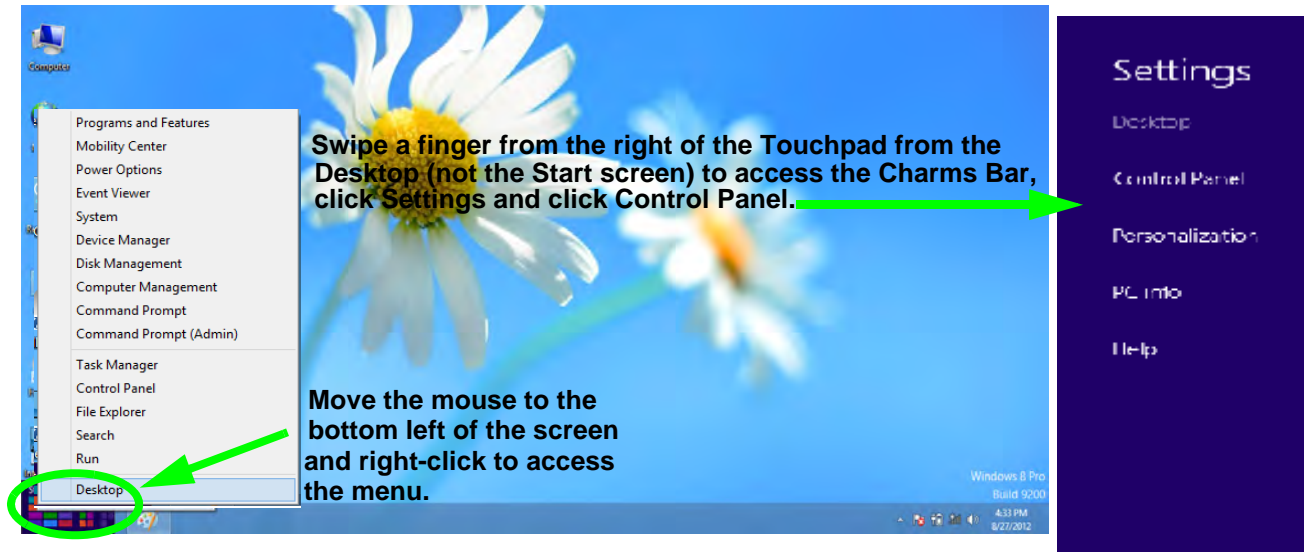 Computer
Programs and Features
Mobility Center
Power Options
Event Viewer
System
Device Manager
Disk Management
Computer Management
Command Prompt
Command Prompt (Admin)
Task Manager
Control Panel
File Explorer
Search
Run
Desktop
Swipe a finger from the right of the Touchpad from the
Desktop (not the Start screen) to access the Charms Bar,
click Settings and click Control Panel.
Move the mouse to the
bottom left of the screen
and right-click to access
the menu.
Windows 8 Pro
Build 9200
4:33 PM
8/27/2012
Settings
Desktop
Control Panel
Personalization
PC info
Help